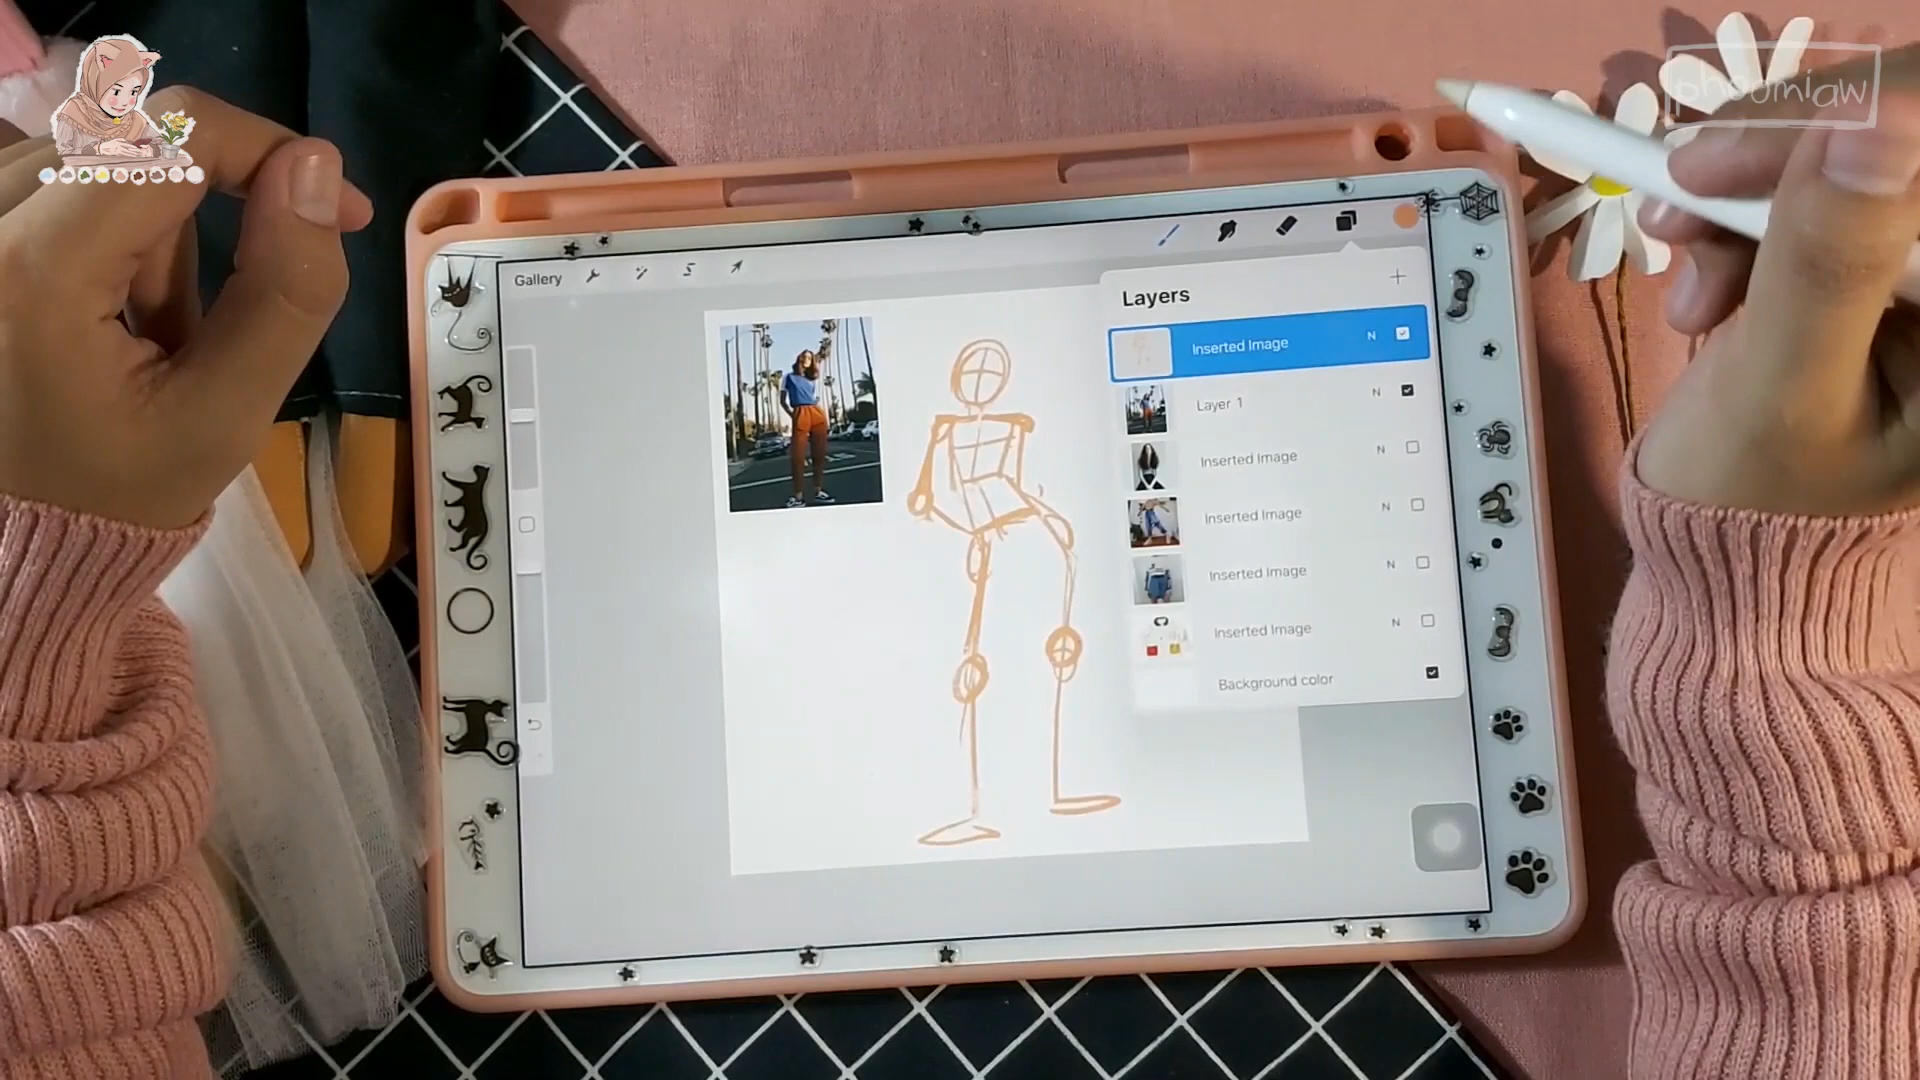 phoomiaw
Gallery
Layers
Inserted Image N
Layer 1 N
Inserted Image N
Inserted Image N
Inserted Image N
Inserted Image N
Background color